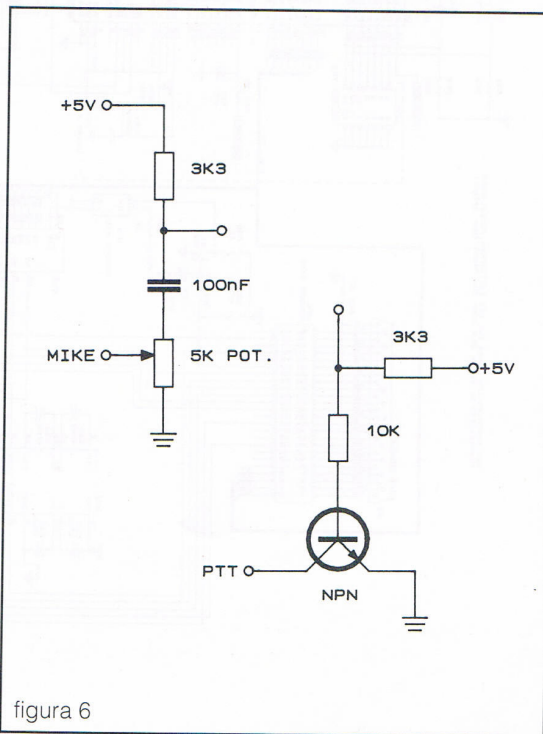 +5V
3K3
100nF
MIKE
5K POT.
3K3
+5V
10K
PTT
NPN
figura 6